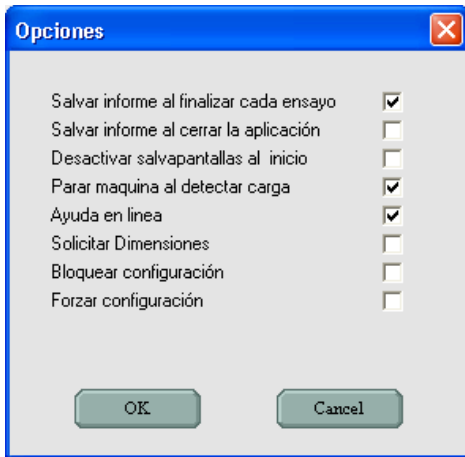 Opciones
Salvar informe al finalizar cada ensayo
Salvar informe al cerrar la aplicación
Desactivar salvapantallas al inicio
Parar maquina al detectar carga
Ayuda en linea
Solicitar Dimensiones
Bloquear configuración
Forzar configuración
OK Cancel